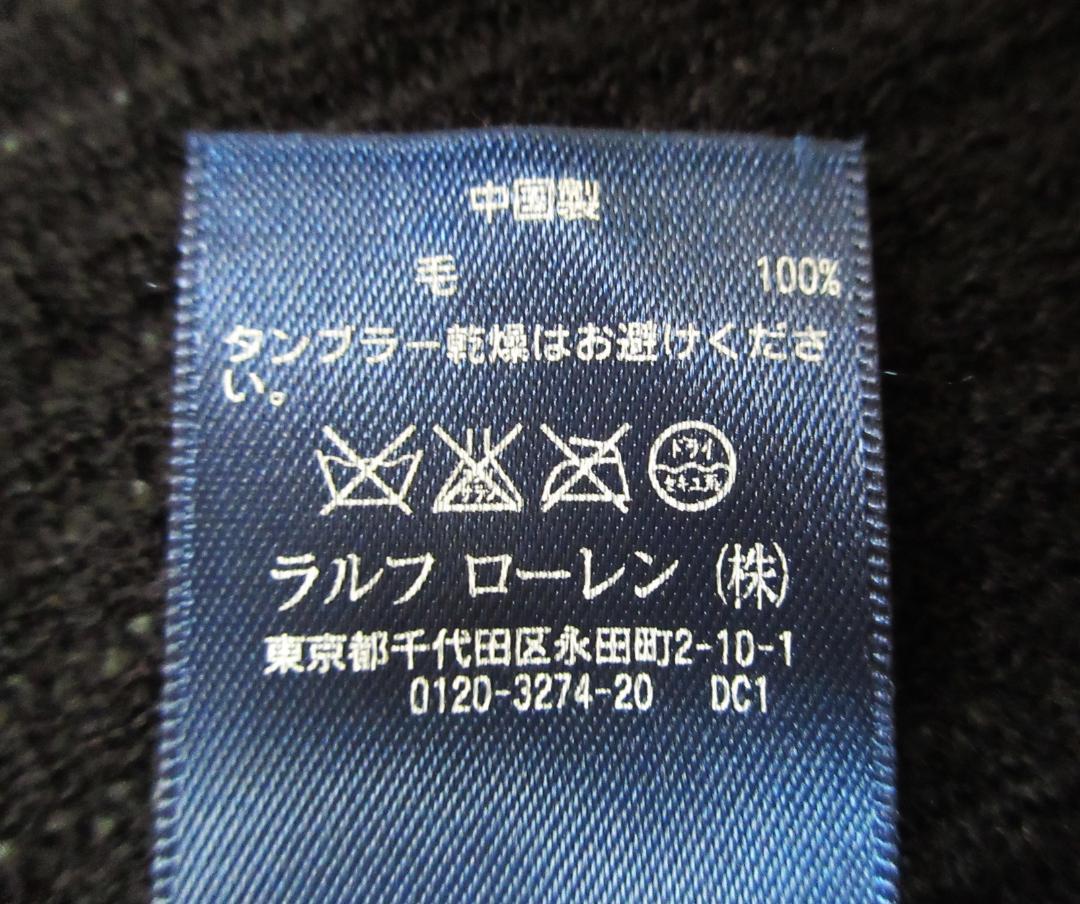 中国製
毛 100%
タンブラー乾燥はお避けくださ
い。
ドライ
セキユ系
ラルフ ローレン (株)
東京都千代田区永田町2-10-1
0120-3274-20 DC1